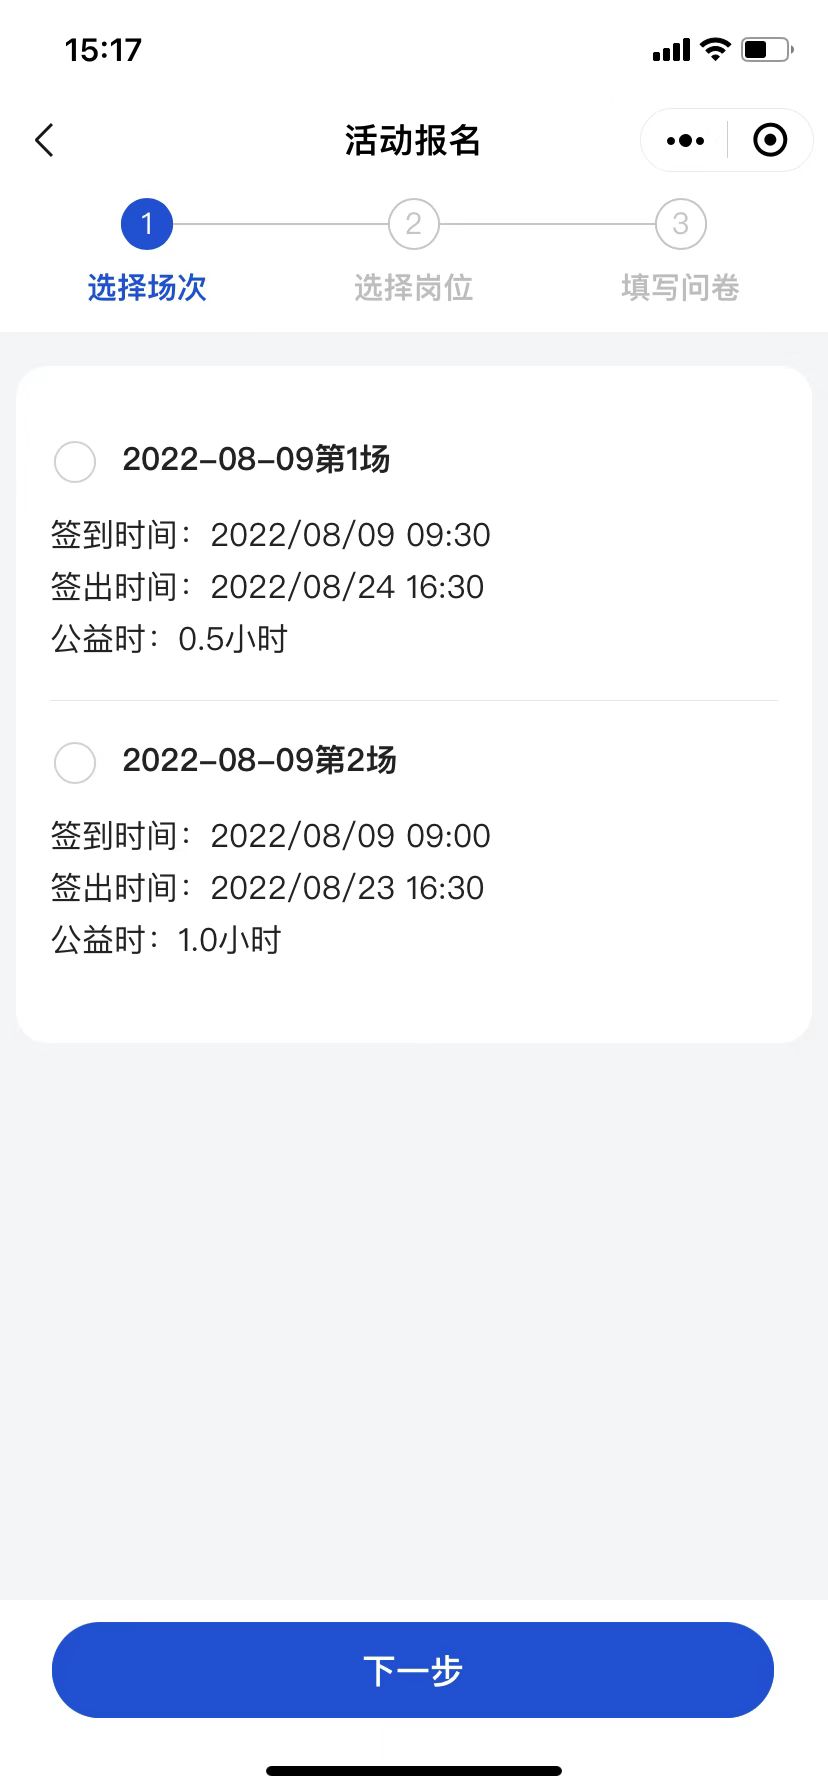 15:17
活动报名
1
2
3
选择场次
选择岗位
填写问卷
2022-08-09第1场
签到时间：2022/08/09 09:30
签出时间：2022/08/24 16:30
公益时：0.5小时
2022-08-09第2场
签到时间：2022/08/09 09:00
签出时间：2022/08/23 16:30
公益时：1.0小时
下一步